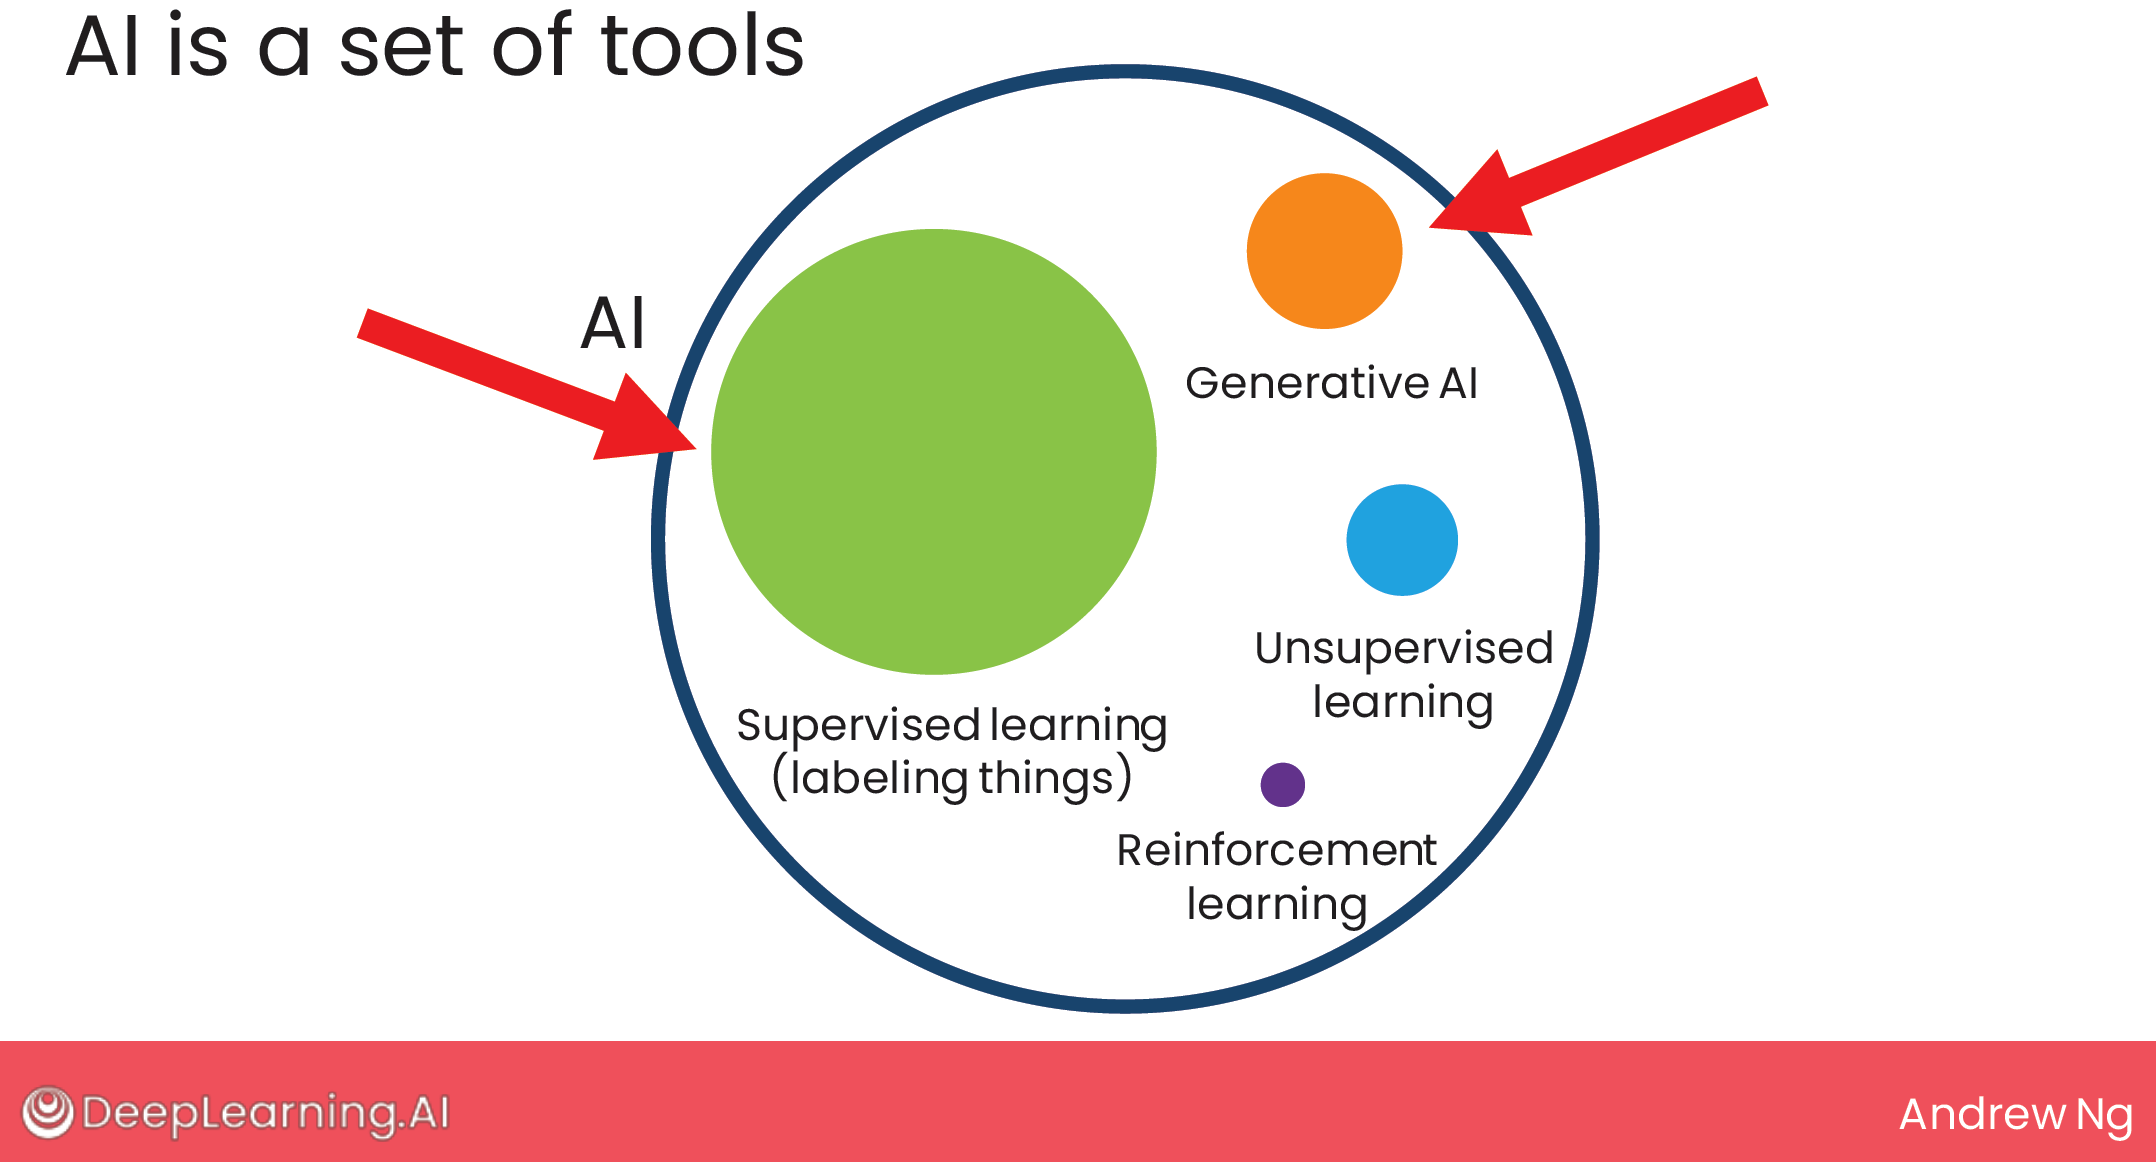 AI is a set of tools
AI
Generative AI
Unsupervised
learning
Supervised learning
(labeling things)
Reinforcement
learning
DeepLearning.AI
Andrew Ng